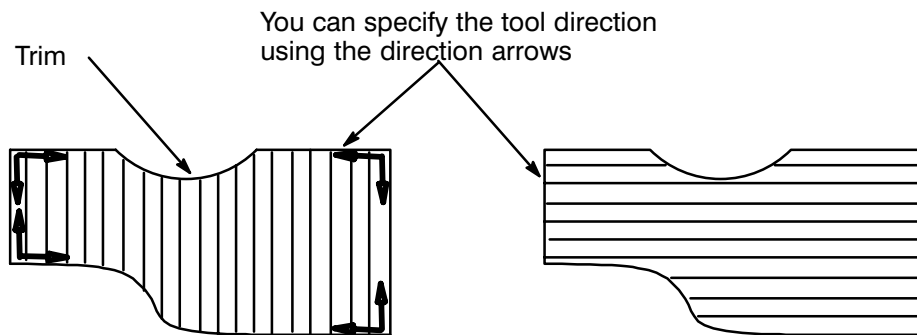 You can specify the tool direction
using the direction arrows
Trim